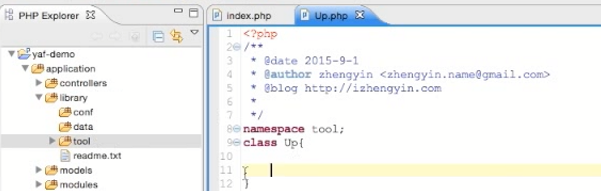 PHP Explorer
yaf-demo
application
controllers
library
conf
data
tool
readme.txt
models
modules
index.php
Up.php
1 <?php
2 /**
3 * @date 2015-9-1
4 * @author zhengyin <zhengyin.name@gmail.com>
5 * @blog http://izhengyin.com
6 *
7 */
8 namespace tool;
9 class Up{
10
11
12 }